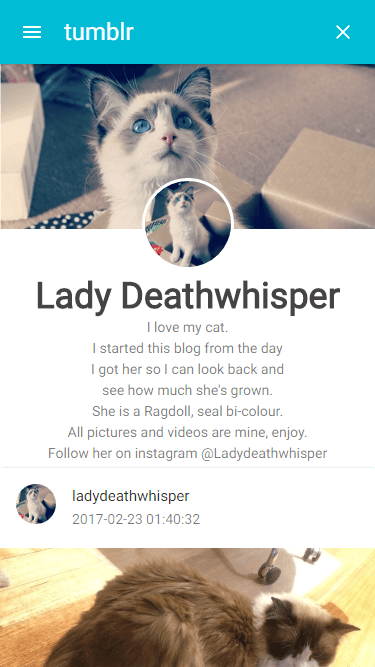 tumblr
Lady Deathwhisper
I love my cat.
I started this blog from the day
I got her so I can look back and
see how much she's grown.
She is a Ragdoll, seal bi-colour.
All pictures and videos are mine, enjoy.
Follow her on instagram @Ladydeathwhisper
ladydeathwhisper
2017-02-23 01:40:32